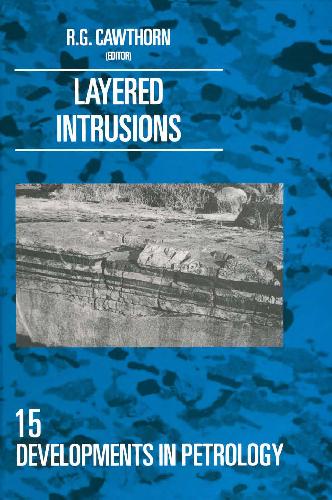 R.G. CAWTHORN
(EDITOR)
LAYERED
INTRUSIONS
15
DEVELOPMENTS IN PETROLOGY